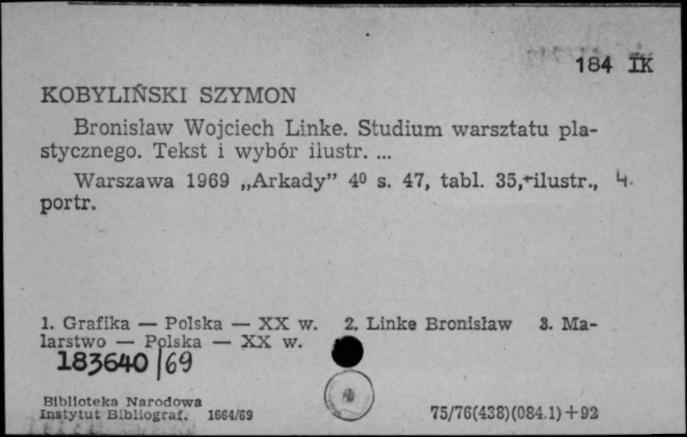 184 IK
KOBYLIŃSKI SZYMON
Bronisław Wojciech Linke. Studium warsztatu pla-
stycznego. Tekst i wybór ilustr. ...
Warszawa 1969 „Arkady” 4⁰ s. 47, tabl. 35, ilustr., 4.
portr.
1. Grafika — Polska — XX w. 2. Linke Bronisław 3. Ma-
larstwo — Polska — XX w.
183640/69
Biblioteka Narodowa
Instytut Bibliograf. 1664/69
75/76(438)(084.1)+92